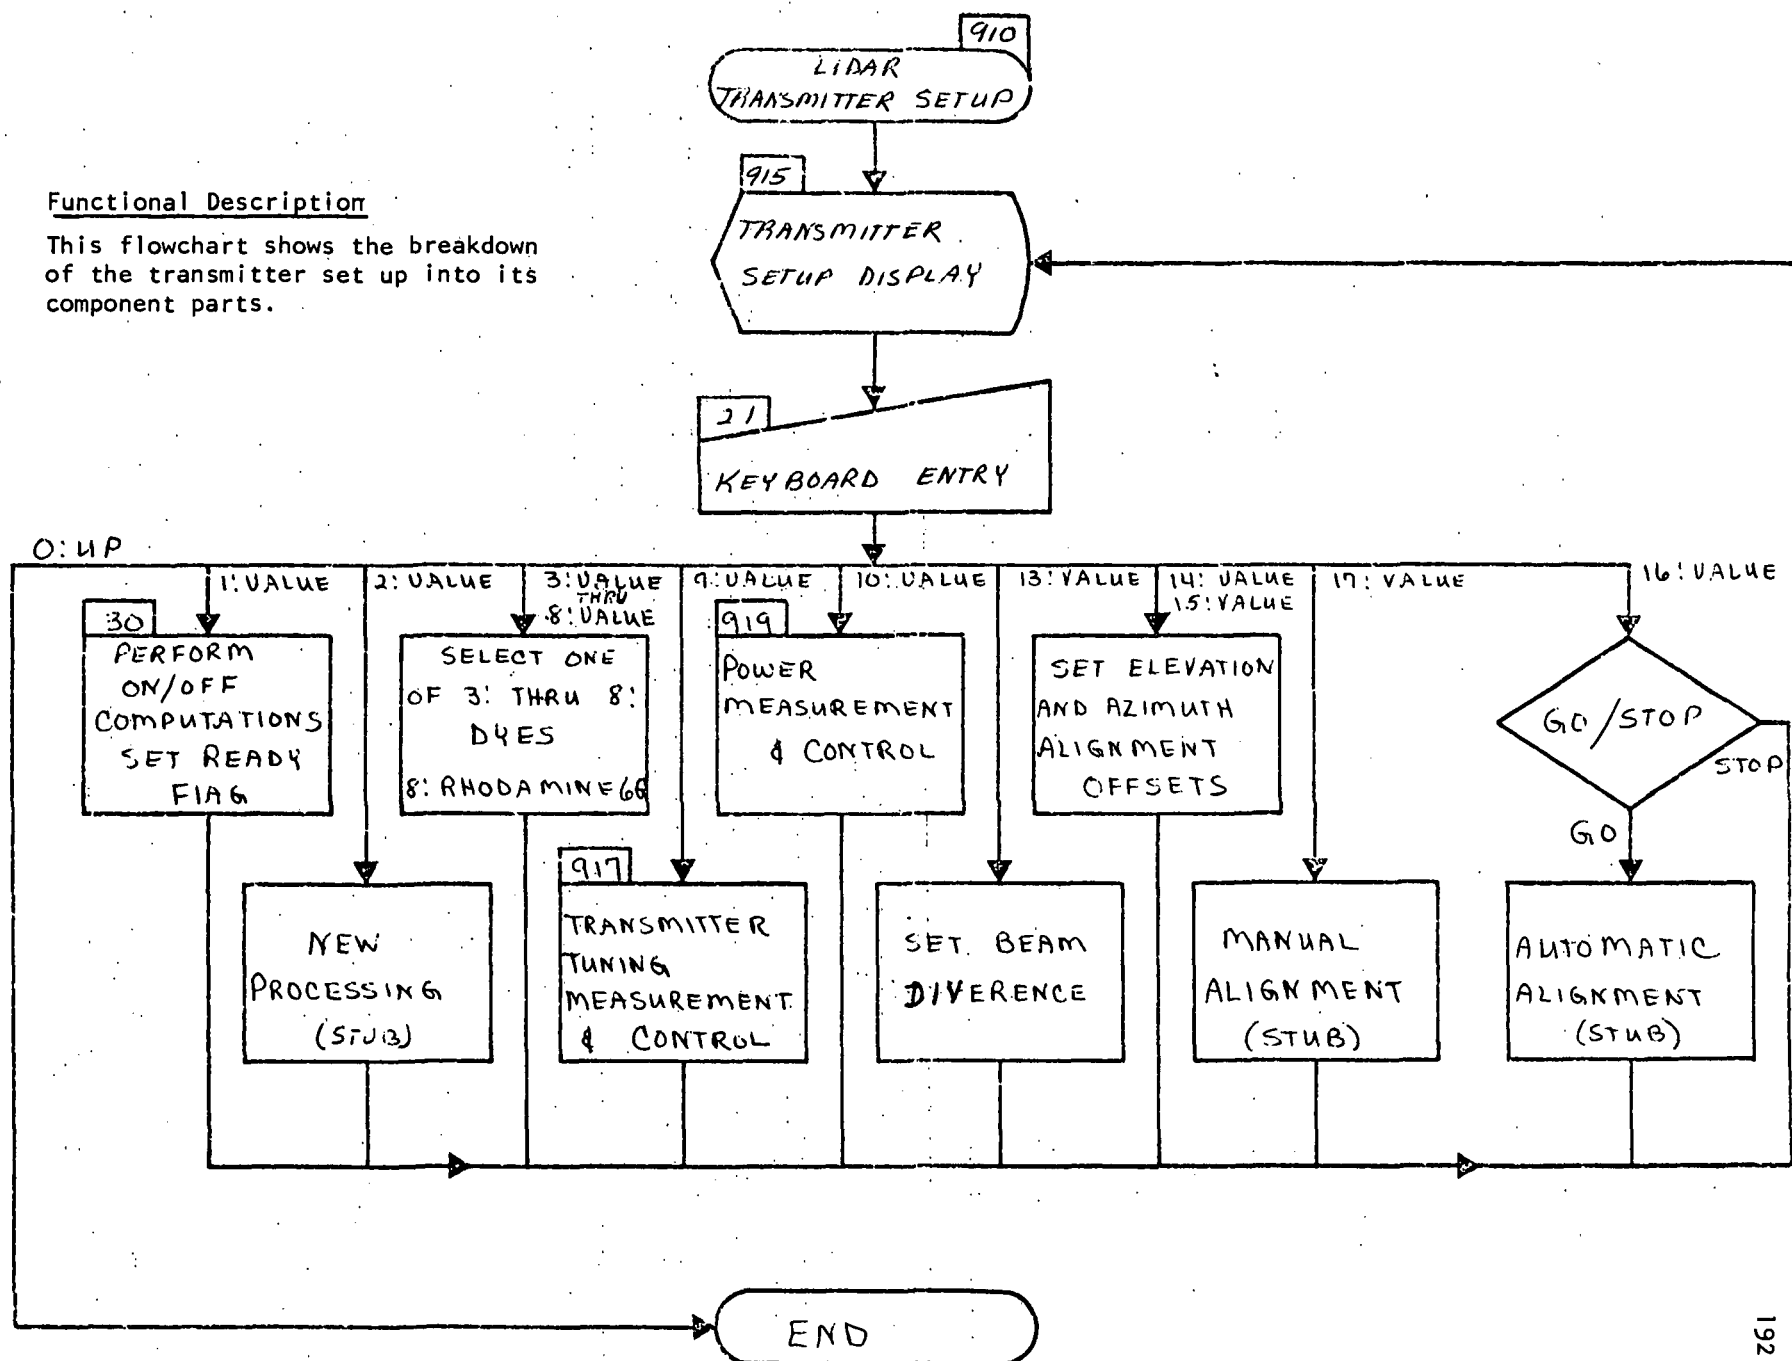 910
LIDAR
TRANSMITTER SETUP
915
TRANSMITTER
SETUP DISPLAY
Functional Description
This flowchart shows the breakdown
of the transmitter set up into its
component parts.
21
KEYBOARD ENTRY
0: UP
1: VALUE
2: VALUE
3: VALUE
THRU
8: VALUE
9: VALUE
10: VALUE
13: VALUE
14: VALUE
15: VALUE
17: VALUE
16: VALUE
30
PERFORM
ON/OFF
COMPUTATIONS
SET READY
FlAG
SELECT ONE
OF 3: THRU 8:
DYES
8: RHODAMINE 6G
919
POWER
MEASUREMENT
& CONTROL
SET ELEVATION
AND AZIMUTH
ALIGNMENT
OFFSETS
GO/STOP
STOP
GO
NEW
PROCESSING
(STUB)
917
TRANSMITTER
TUNING
MEASUREMENT
& CONTROL
SET BEAM
DIVERENCE
MANUAL
ALIGNMENT
(STUB)
AUTOMATIC
ALIGNMENT
(STUB)
END
192